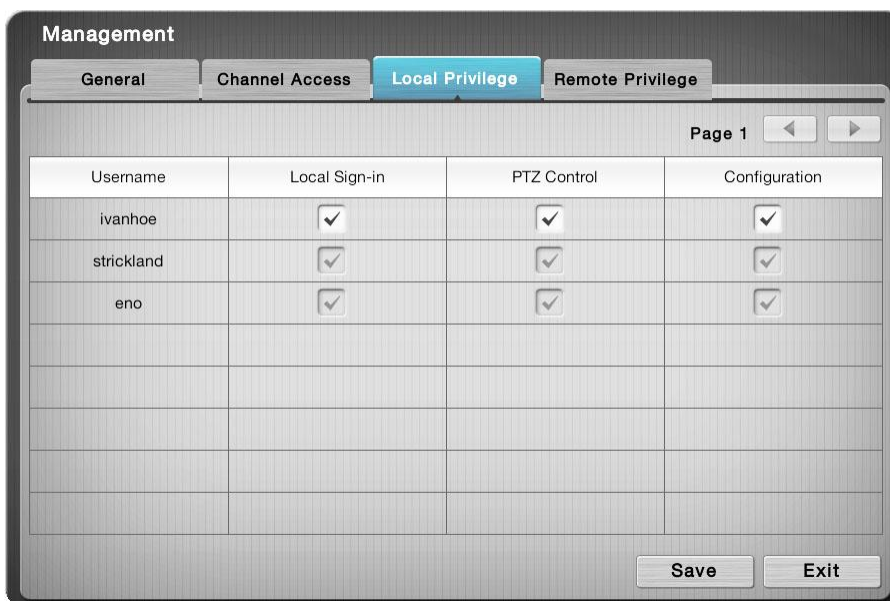 Management
General Channel Access Local Privilege Remote Privilege
Page 1
Username Local Sign-in PTZ Control Configuration
ivanhoe
strickland
eno
Save Exit